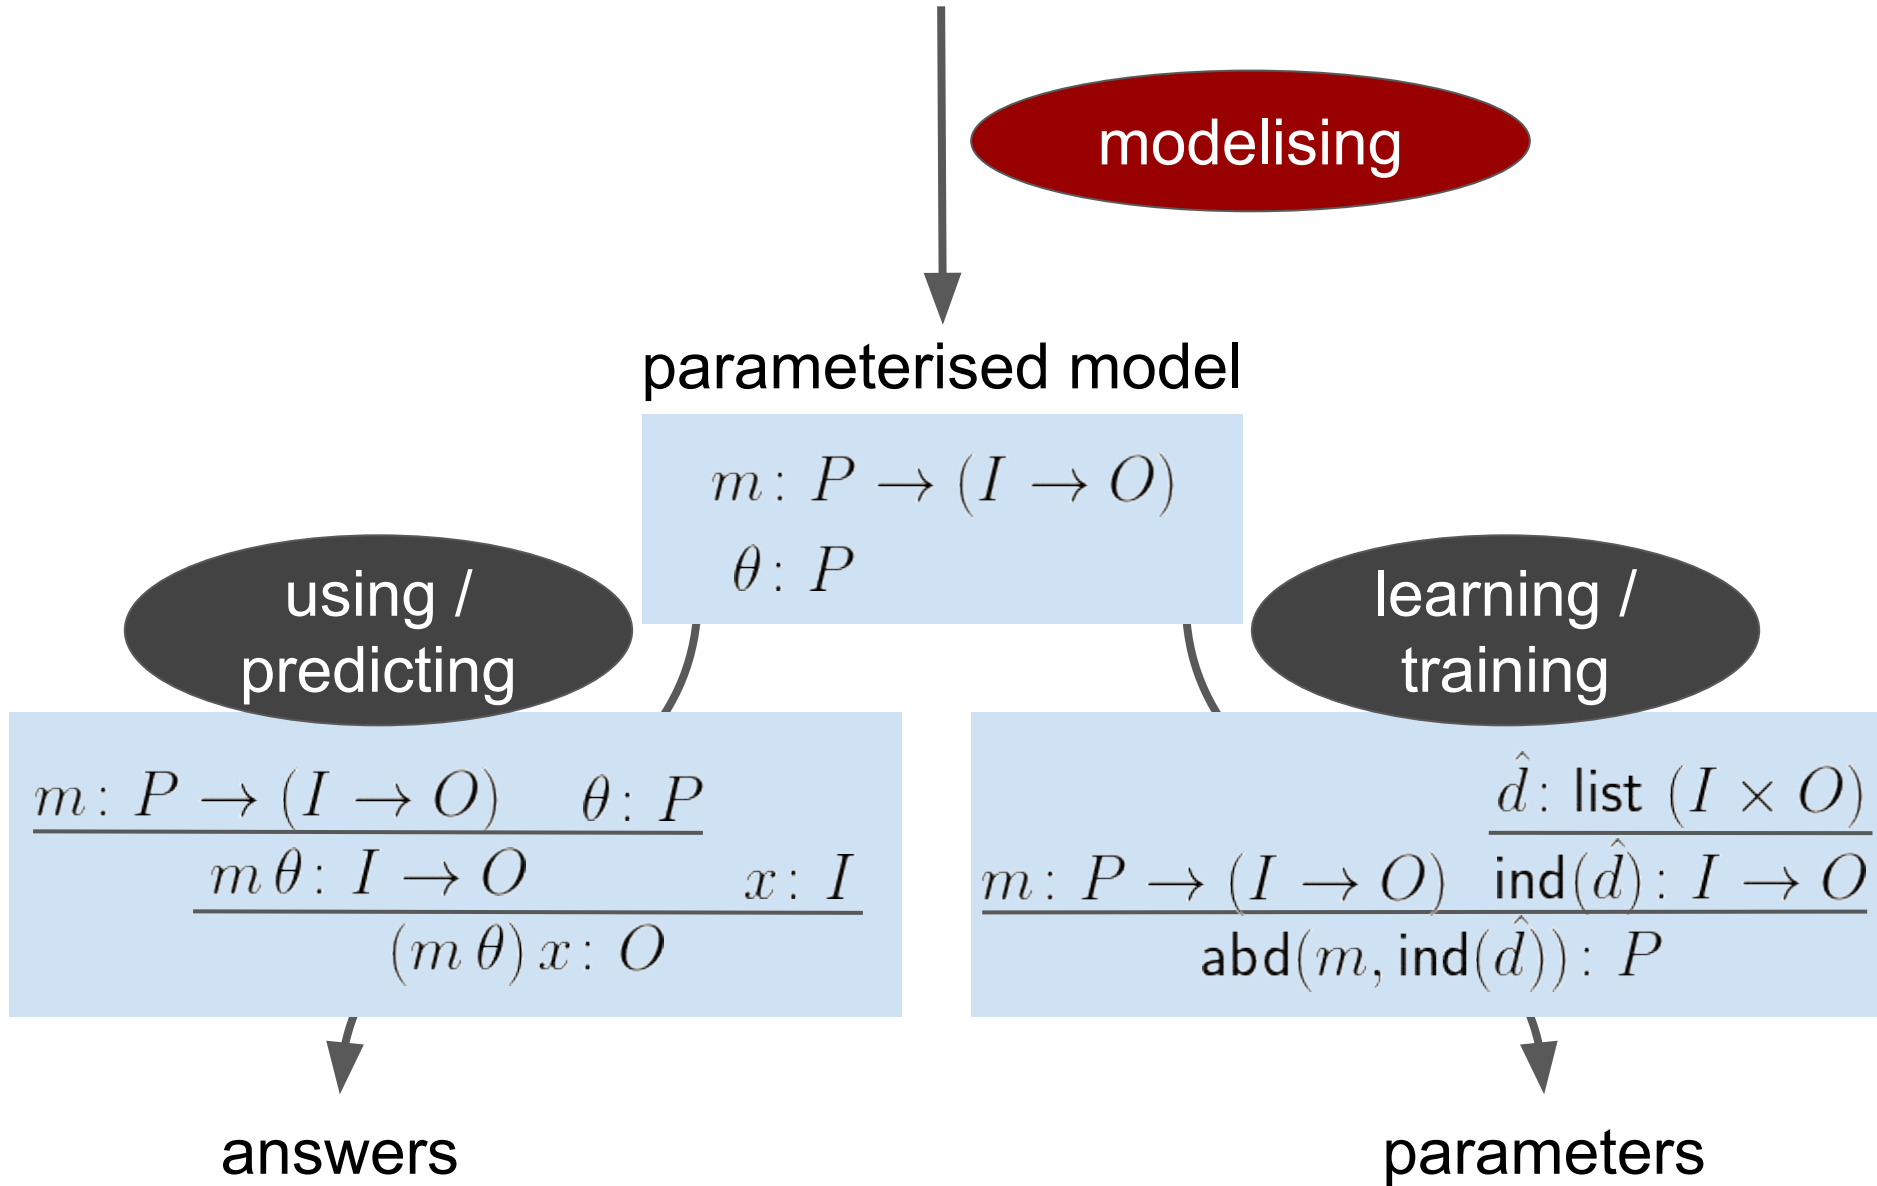 modelising
parameterised model
m: P → (I → O)
θ: P
using /
predicting
learning /
training
m: P → (I → O) θ: P
m θ: I → O x: I
(m θ) x: O
d̂: list (I × O)
m: P → (I → O) ind(d̂): I → O
abd(m, ind(d̂)): P
answers
parameters